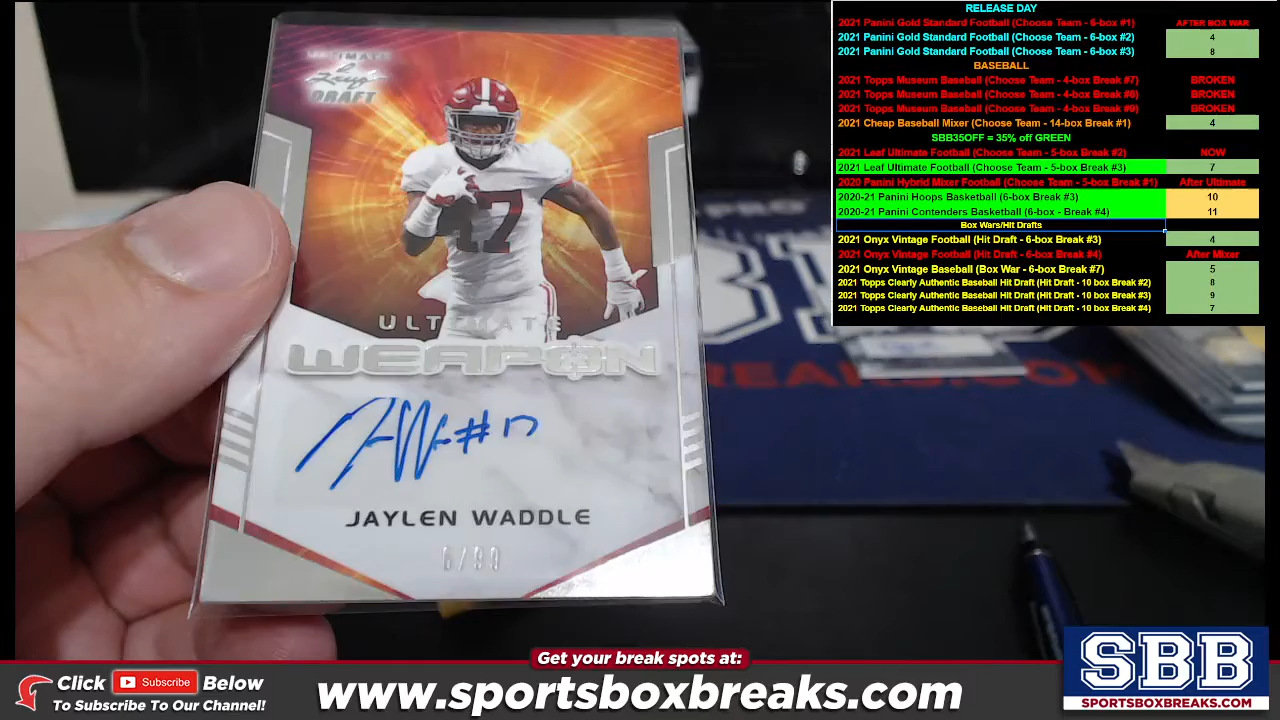 RELEASE DAY
2021 Panini Gold Standard Football (Choose Team - 6-box #1) AFTER BOX WAR
2021 Panini Gold Standard Football (Choose Team - 6-box #2) 4
2021 Panini Gold Standard Football (Choose Team - 6-box #3) 8
BASEBALL
2021 Topps Museum Baseball (Choose Team - 4-box Break #7) BROKEN
2021 Topps Museum Baseball (Choose Team - 4-box Break #8) BROKEN
2021 Topps Museum Baseball (Choose Team - 4-box Break #9) BROKEN
2021 Cheap Baseball Mixer (Choose Team - 14-box Break #1) 4
SBB35OFF = 35% off GREEN
2021 Leaf Ultimate Football (Choose Team - 5-box Break #2) NOW
2021 Leaf Ultimate Football (Choose Team - 5-box Break #3) 7
2020 Panini Hybrid Mixer Football (Choose Team - 5-box Break #1) After Ultimate
2020-21 Panini Hoops Basketball (6-box Break #3) 10
2020-21 Panini Contenders Basketball (6-box - Break #4) 11
Box Wars/Hit Drafts
2021 Onyx Vintage Football (Hit Draft - 6-box Break #3) 4
2021 Onyx Vintage Football (Hit Draft - 6-box Break #4) After Mixer
2021 Onyx Vintage Baseball (Box War - 6-box Break #7) 5
2021 Topps Clearly Authentic Baseball Hit Draft (Hit Draft - 10 box Break #2) 8
2021 Topps Clearly Authentic Baseball Hit Draft (Hit Draft - 10 box Break #3) 9
2021 Topps Clearly Authentic Baseball Hit Draft (Hit Draft - 10 box Break #4) 7
ULTIMATE
Leaf
DRAFT
17
ULTIMATE
WEAPON
#17
JAYLEN WADDLE
6/99
Get your break spots at:
Click Subscribe Below
To Subscribe To Our Channel!
www.sportsboxbreaks.com
SBB
SPORTSBOXBREAKS.COM